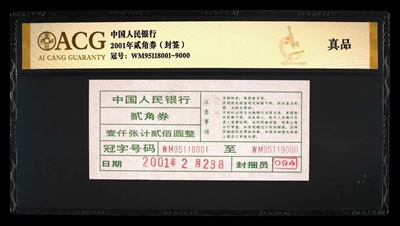 ACG
AI CANG GUARANTY
中国人民银行
2001年贰角券（封签）
冠号：WM95118001-9000
真品
中国人民银行
贰角券
壹仟张计贰佰圆整
注意事项
冠字号码 WM95118001 至 WM95119000
日期 2001年2月23日 封捆员 094